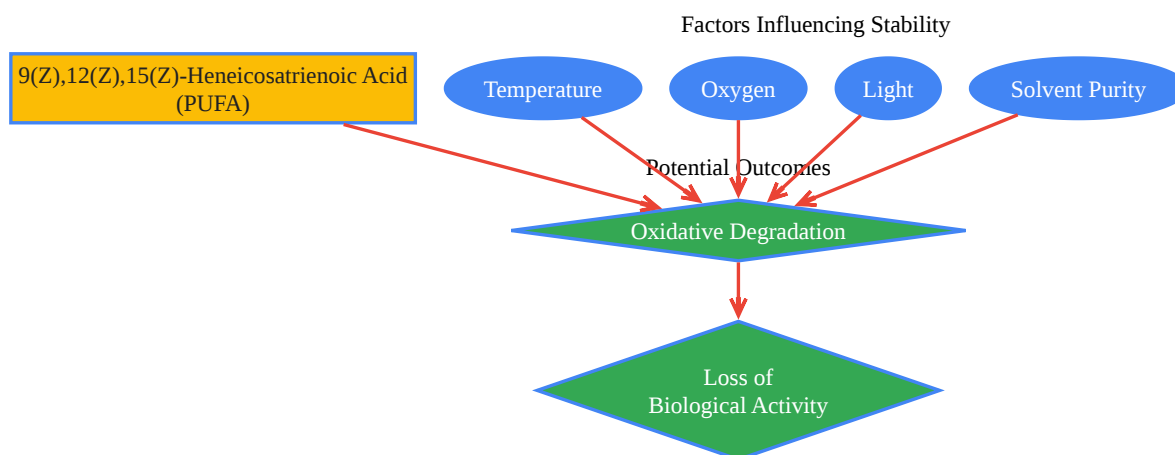 Factors Influencing Stability
9(Z),12(Z),15(Z)-Heneicosatrienoic Acid
(PUFA)
Temperature
Oxygen
Light
Solvent Purity
Potential Outcomes
Oxidative Degradation
Loss of
Biological Activity